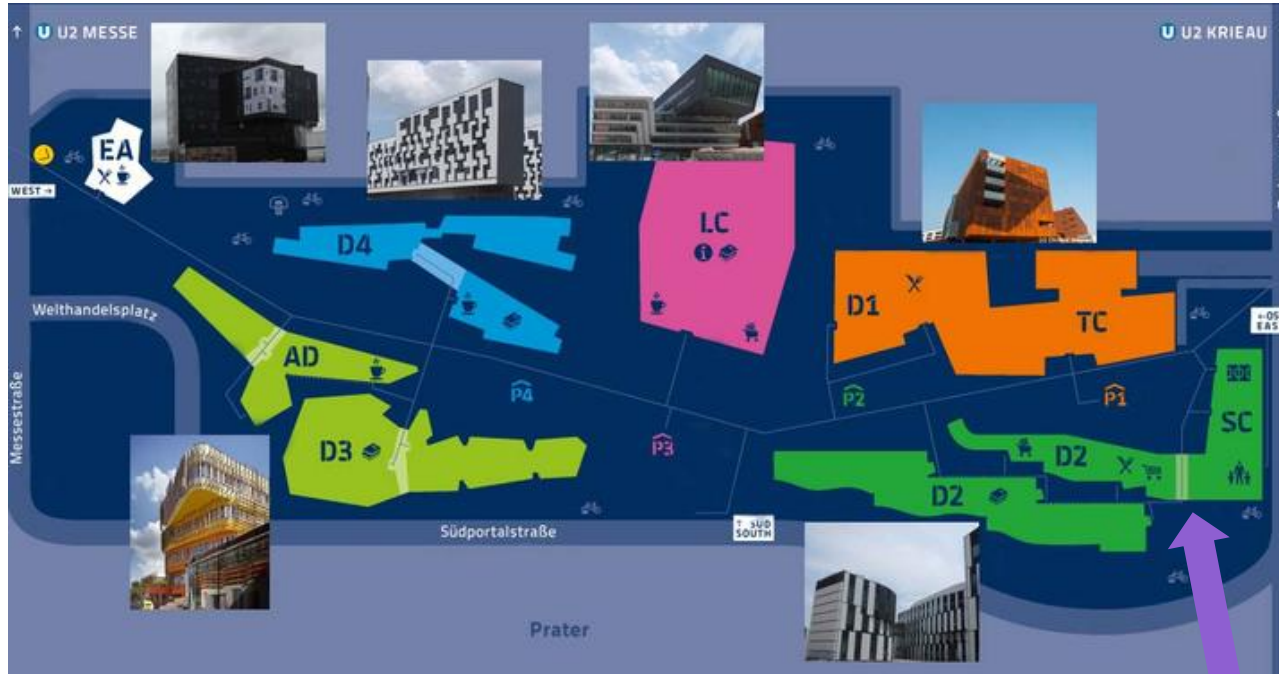 U U2 MESSE
U U2 KRIEAU
EA
WEST
D4
LC
i
D1
TC
Welthandelsplatz
EAST
AD
P4
P2
P1
P3
SC
Messestraße
D3
D2
D2
Südportalstraße
SÜD
SOUTH
Prater